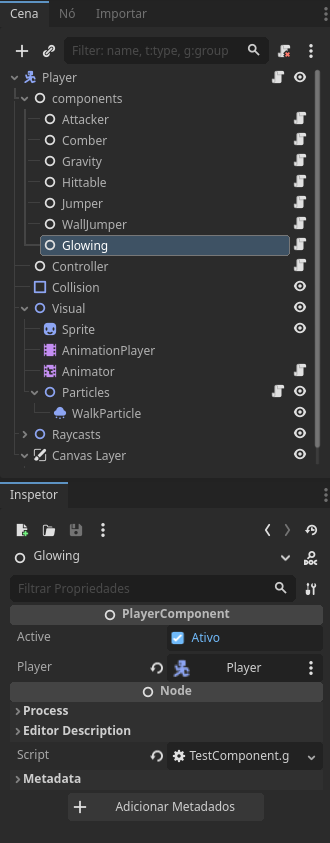 Cena Nó Importar
Filter: name, t:type, g:group
Player
components
Attacker
Comber
Gravity
Hittable
Jumper
WallJumper
Glowing
Controller
Collision
Visual
Sprite
AnimationPlayer
Animator
Particles
WalkParticle
Raycasts
Canvas Layer
Inspetor
Glowing
DOC
Filtrar Propriedades
PlayerComponent
Active Ativo
Player Player
Node
Process
Editor Description
Script TestComponent.g
Metadata
Adicionar Metadados